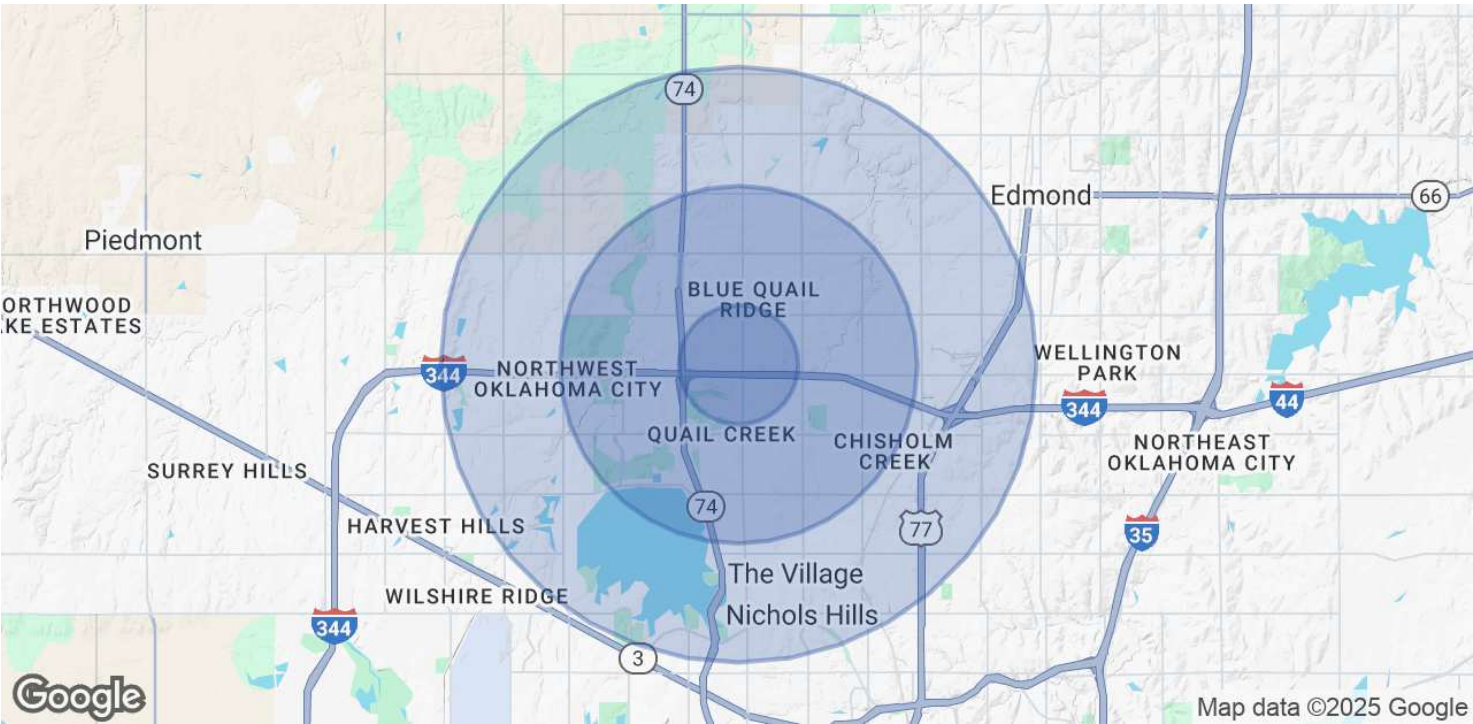 74
Edmond
66
Piedmont
BLUE QUAIL
RIDGE
ORTHWOOD
KE ESTATES
344
NORTHWEST
OKLAHOMA CITY
WELLINGTON
PARK
344
44
QUAIL CREEK
CHISHOLM
CREEK
NORTHEAST
OKLAHOMA CITY
SURREY HILLS
74
HARVEST HILLS
77
35
The Village
WILSHIRE RIDGE
Nichols Hills
344
3
Google
Map data ©2025 Google